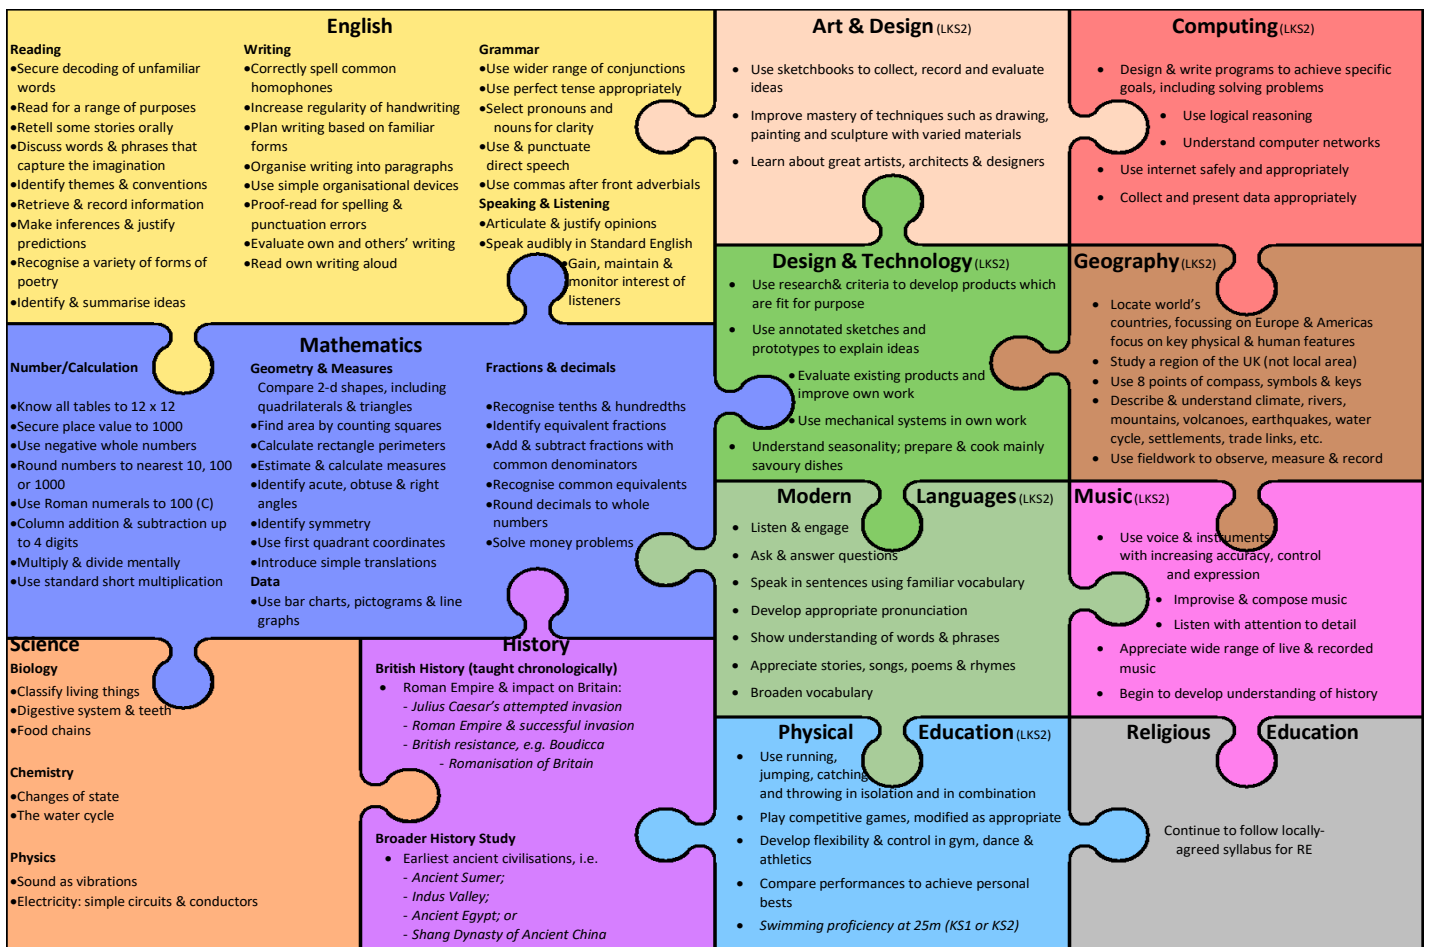 English
Reading
•Secure decoding of unfamiliar
words
•Read for a range of purposes
•Retell some stories orally
•Discuss words & phrases that
capture the imagination
•Identify themes & conventions
•Retrieve & record information
•Make inferences & justify
predictions
•Recognise a variety of forms of
poetry
•Identify & summarise ideas
Writing
•Correctly spell common
homophones
•Increase regularity of handwriting
•Plan writing based on familiar
forms
•Organise writing into paragraphs
•Use simple organisational devices
•Proof-read for spelling &
punctuation errors
•Evaluate own and others’ writing
•Read own writing aloud
Grammar
•Use wider range of conjunctions
•Use perfect tense appropriately
•Select pronouns and
nouns for clarity
•Use & punctuate
direct speech
•Use commas after front adverbials
Speaking & Listening
•Articulate & justify opinions
•Speak audibly in Standard English
•Gain, maintain &
monitor interest of
listeners
Art & Design (LKS2)
• Use sketchbooks to collect, record and evaluate
ideas
• Improve mastery of techniques such as drawing,
painting and sculpture with varied materials
• Learn about great artists, architects & designers
Computing (LKS2)
• Design & write programs to achieve specific
goals, including solving problems
• Use logical reasoning
• Understand computer networks
• Use internet safely and appropriately
• Collect and present data appropriately
Mathematics
Number/Calculation
•Know all tables to 12 x 12
•Secure place value to 1000
•Use negative whole numbers
•Round numbers to nearest 10, 100
or 1000
•Use Roman numerals to 100 (C)
•Column addition & subtraction up
to 4 digits
•Multiply & divide mentally
•Use standard short multiplication
Geometry & Measures
Compare 2-d shapes, including
quadrilaterals & triangles
•Find area by counting squares
•Calculate rectangle perimeters
•Estimate & calculate measures
•Identify acute, obtuse & right
angles
•Identify symmetry
•Use first quadrant coordinates
•Introduce simple translations
Data
•Use bar charts, pictograms & line
graphs
Fractions & decimals
•Recognise tenths & hundredths
•Identify equivalent fractions
•Add & subtract fractions with
common denominators
•Recognise common equivalents
•Round decimals to whole
numbers
•Solve money problems
Design & Technology (LKS2)
• Use research& criteria to develop products which
are fit for purpose
• Use annotated sketches and
prototypes to explain ideas
•Evaluate existing products and
improve own work
•Use mechanical systems in own work
• Understand seasonality; prepare & cook mainly
savoury dishes
Geography (LKS2)
• Locate world’s
countries, focussing on Europe & Americas
focus on key physical & human features
• Study a region of the UK (not local area)
• Use 8 points of compass, symbols & keys
• Describe & understand climate, rivers,
mountains, volcanoes, earthquakes, water
cycle, settlements, trade links, etc.
• Use fieldwork to observe, measure & record
Modern Languages (LKS2)
• Listen & engage
• Ask & answer questions
• Speak in sentences using familiar vocabulary
• Develop appropriate pronunciation
• Show understanding of words & phrases
• Appreciate stories, songs, poems & rhymes
• Broaden vocabulary
Music (LKS2)
• Use voice & instruments
with increasing accuracy, control
and expression
• Improvise & compose music
• Listen with attention to detail
• Appreciate wide range of live & recorded
music
• Begin to develop understanding of history
Science
Biology
•Classify living things
•Digestive system & teeth
•Food chains
Chemistry
•Changes of state
•The water cycle
Physics
•Sound as vibrations
•Electricity: simple circuits & conductors
History
British History (taught chronologically)
• Roman Empire & impact on Britain:
- Julius Caesar’s attempted invasion
- Roman Empire & successful invasion
- British resistance, e.g. Boudicca
- Romanisation of Britain
Broader History Study
• Earliest ancient civilisations, i.e.
- Ancient Sumer;
- Indus Valley;
- Ancient Egypt; or
- Shang Dynasty of Ancient China
Physical Education (LKS2)
• Use running,
jumping, catching
and throwing in isolation and in combination
• Play competitive games, modified as appropriate
• Develop flexibility & control in gym, dance &
athletics
• Compare performances to achieve personal
bests
• Swimming proficiency at 25m (KS1 or KS2)
Religious Education
Continue to follow locally-
agreed syllabus for RE